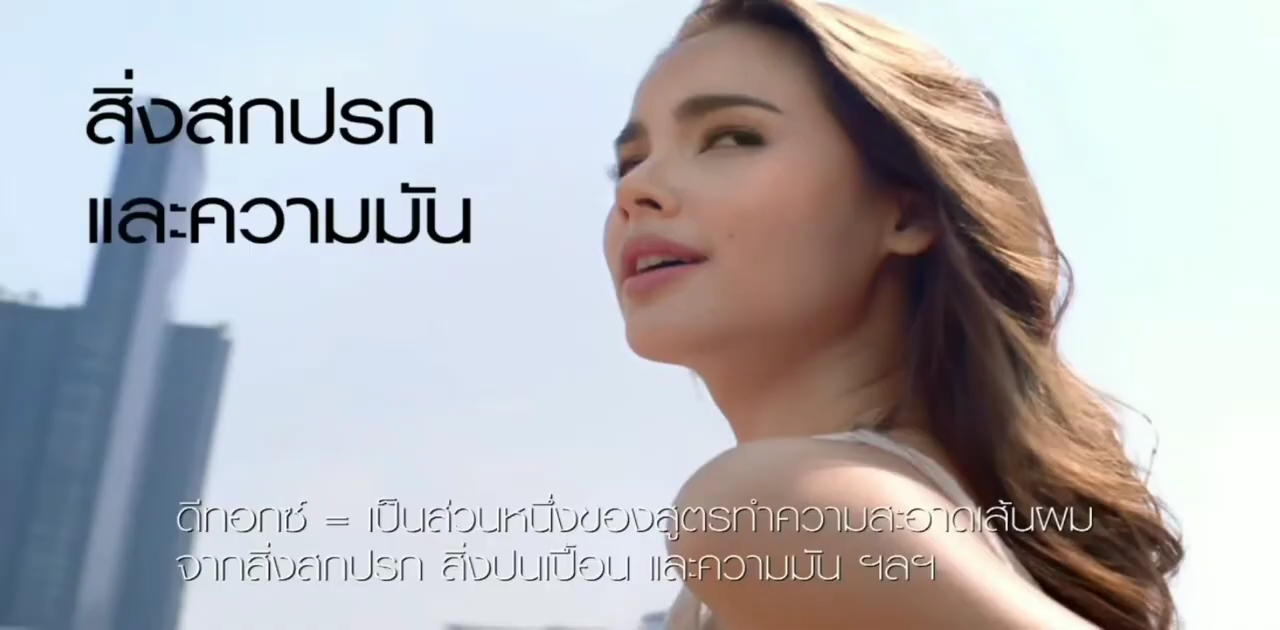 สิ่งสกปรก
และความมัน
ดีทอกซ์ = เป็นส่วนหนึ่งของสูตรทำความสะอาดเส้นผม
จากสิ่งสกปรก สิ่งปนเปื้อน และความมัน ฯลฯ